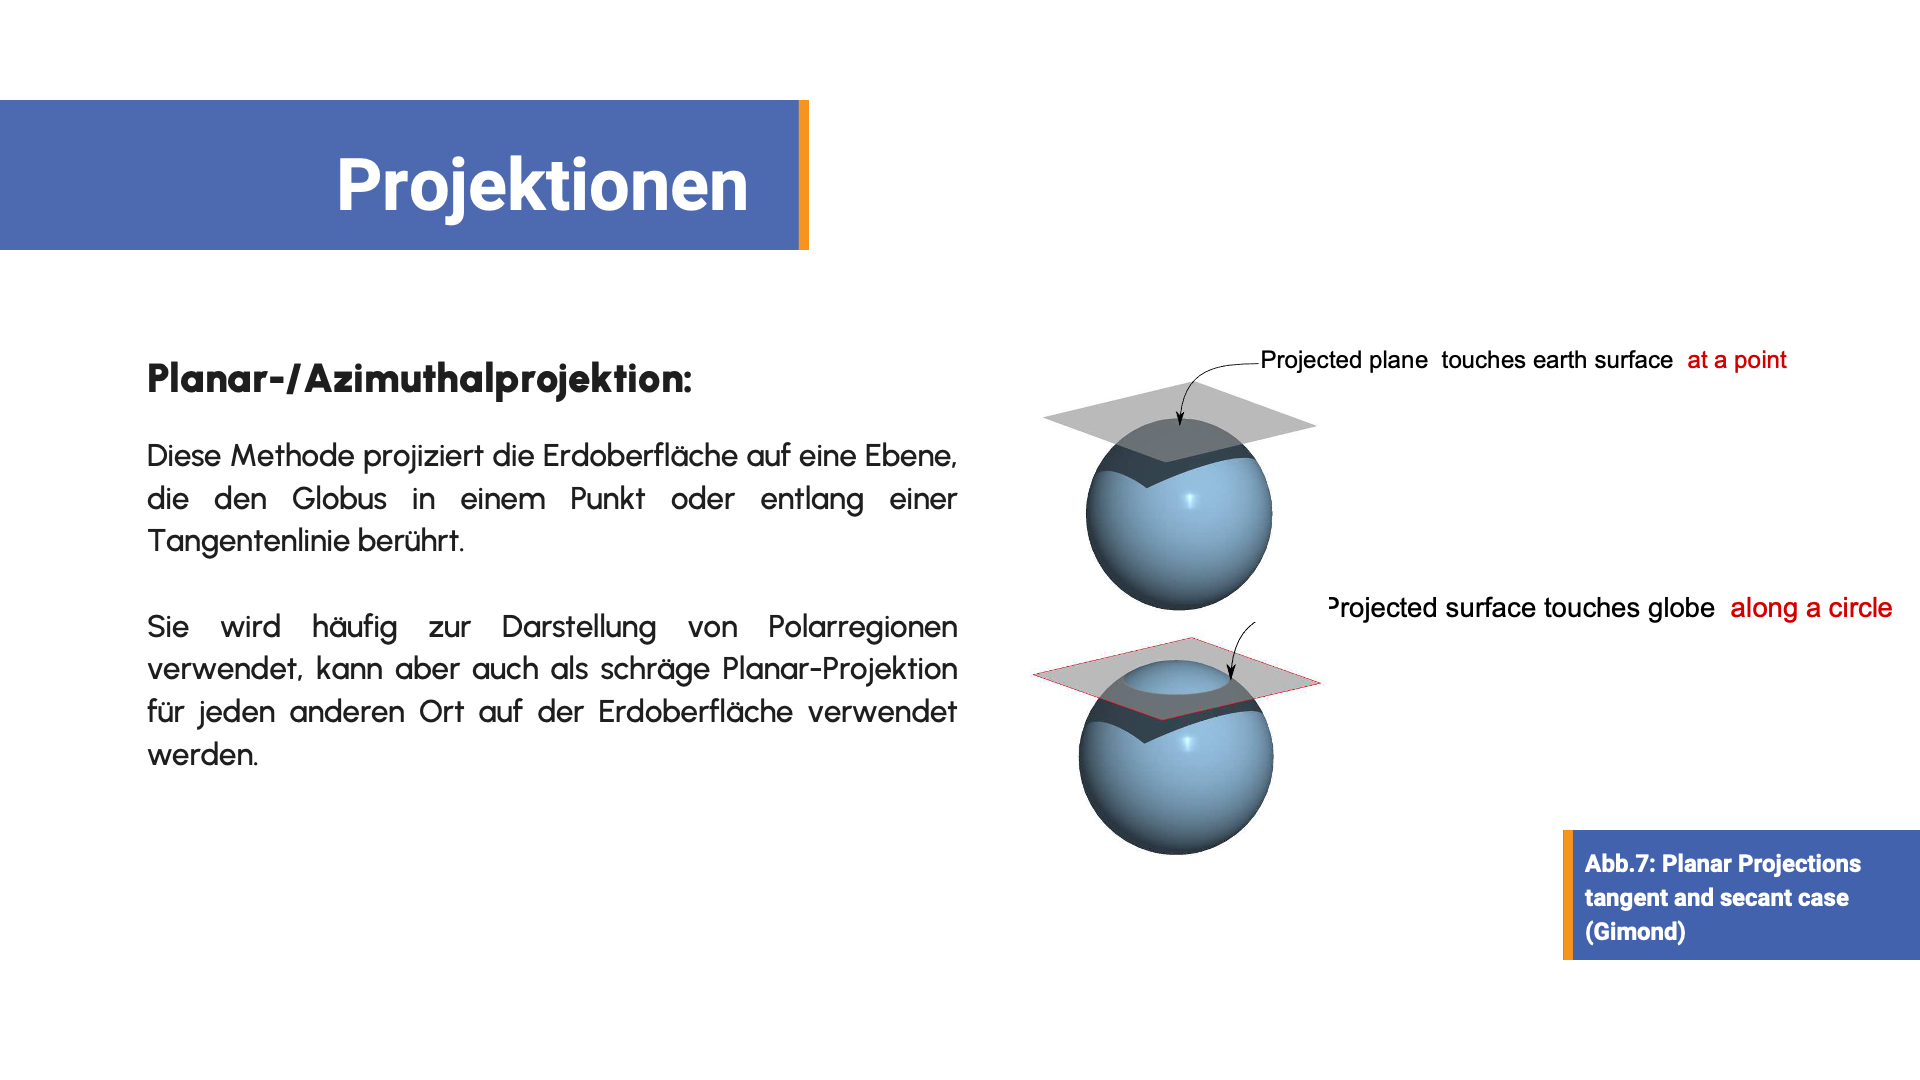 Projektionen
Planar-/Azimuthalprojektion:
Diese Methode projiziert die Erdoberfläche auf eine Ebene,
die den Globus in einem Punkt oder entlang einer
Tangentenlinie berührt.
Sie wird häufig zur Darstellung von Polarregionen
verwendet, kann aber auch als schräge Planar-Projektion
für jeden anderen Ort auf der Erdoberfläche verwendet
werden.
Projected plane touches earth surface at a point
Projected surface touches globe along a circle
Abb.7: Planar Projections
tangent and secant case
(Gimond)